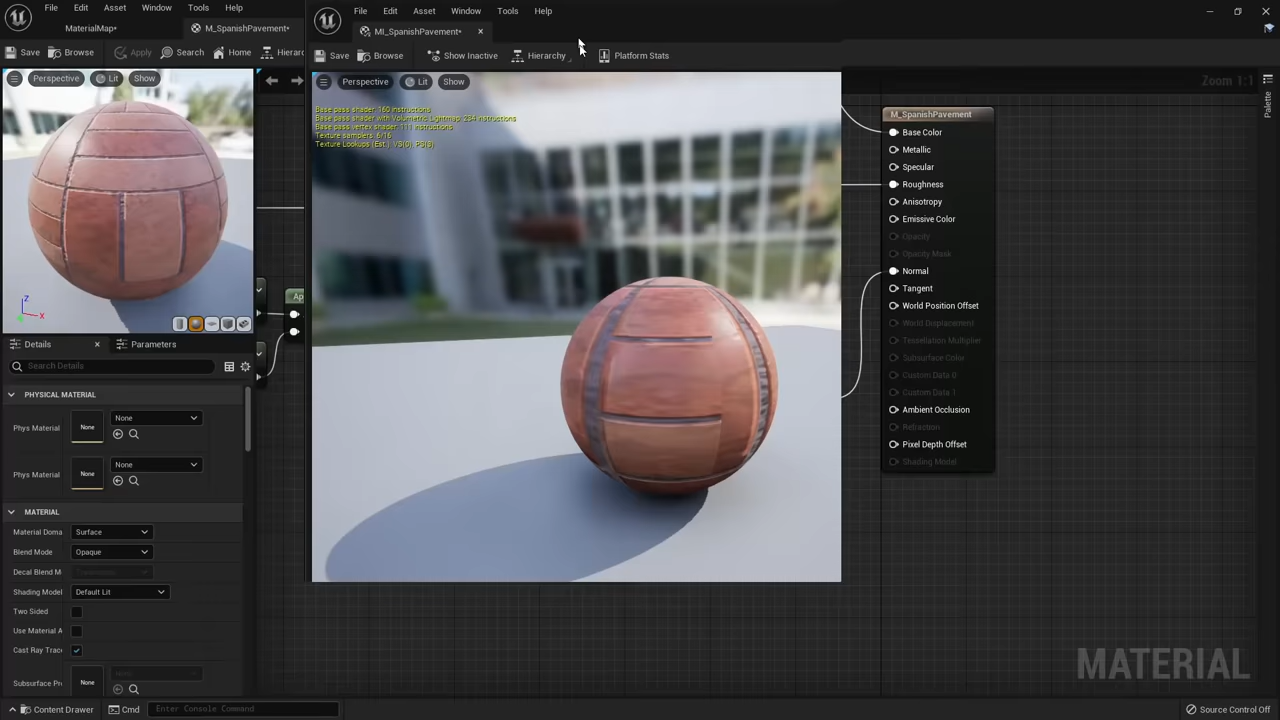 File Edit Asset Window Tools Help
MaterialMap•
M_SpanishPavement•
Save Browse Apply Search Home
Perspective Lit Show
Details
Parameters
Search Details
PHYSICAL MATERIAL
Phys Material
None
None
Phys Material
None
None
MATERIAL
Material Doma
Surface
Blend Mode
Opaque
Decal Blend M
Shading Model
Default Lit
Two Sided
Use Material A
Cast Ray Trace
Subsurface Pr
None
File Edit Asset Window Tools Help
MI_SpanishPavement•
Save Browse Show Inactive Hierarchy Platform Stats
Perspective Lit Show
Base pass shader: 160 instructions
Base pass shader with Volumetric Lightmap: 234 instructions
Base pass vertex shader: 111 instructions
Texture samplers: 6/16
Texture Lookups (Est.): VS(0), PS(8)
Z
X
Zoom 1:1
Palette
M_SpanishPavement
Base Color
Metallic
Specular
Roughness
Anisotropy
Emissive Color
Opacity
Opacity Mask
Normal
Tangent
World Position Offset
World Displacement
Tessellation Multiplier
Subsurface Color
Custom Data 0
Custom Data 1
Ambient Occlusion
Refraction
Pixel Depth Offset
Shading Model
MATERIAL
Content Drawer Cmd Enter Console Command
Source Control Off